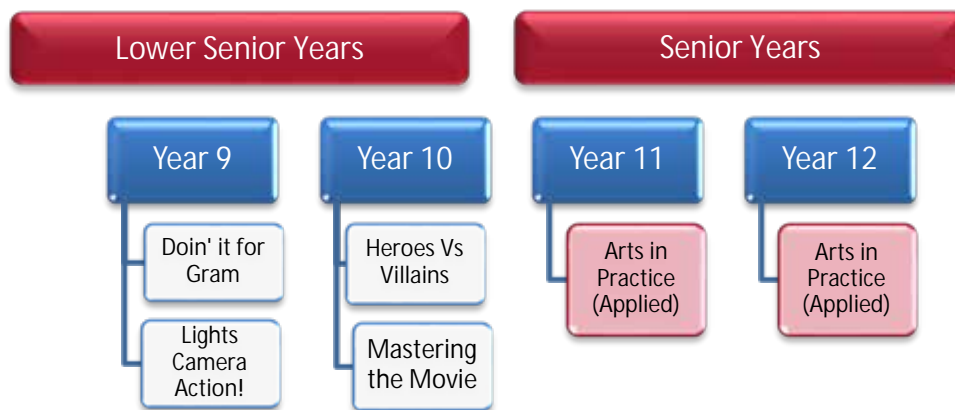 Lower Senior Years
Senior Years
Year 9
Year 10
Year 11
Year 12
Doin' it for
Gram
Heroes Vs
Villains
Arts in
Practice
(Applied)
Arts in
Practice
(Applied)
Lights
Camera
Action!
Mastering
the Movie